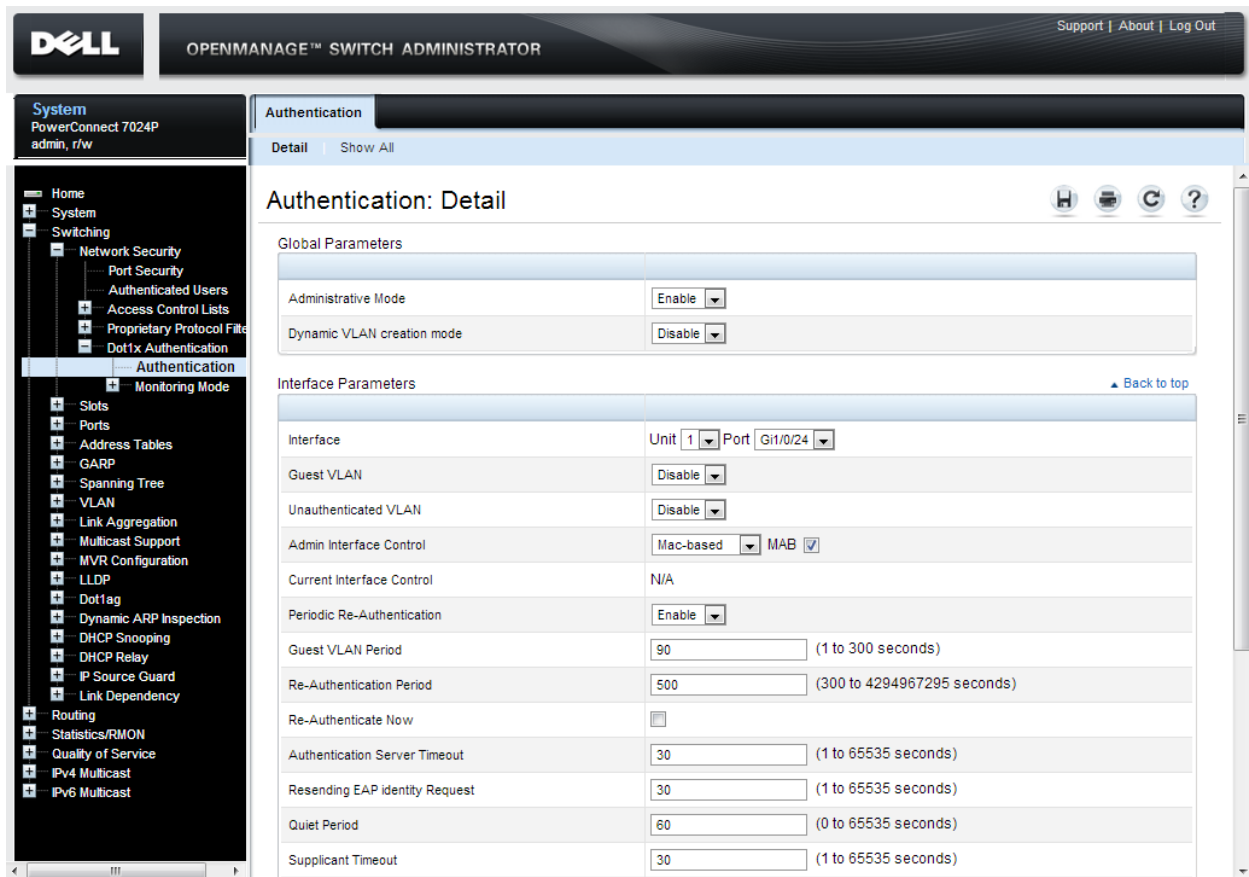 DELL
OPENMANAGE™ SWITCH ADMINISTRATOR
Support | About | Log Out
System
PowerConnect 7024P
admin, r/w
Authentication
Detail Show All
Home
System
Switching
Network Security
Port Security
Authenticated Users
Access Control Lists
Proprietary Protocol Filte
Dot1x Authentication
Authentication
Monitoring Mode
Slots
Ports
Address Tables
GARP
Spanning Tree
VLAN
Link Aggregation
Multicast Support
MVR Configuration
LLDP
Dot1ag
Dynamic ARP Inspection
DHCP Snooping
DHCP Relay
IP Source Guard
Link Dependency
Routing
Statistics/RMON
Quality of Service
IPv4 Multicast
IPv6 Multicast
Authentication: Detail
Global Parameters
Administrative Mode Enable
Dynamic VLAN creation mode Disable
Interface Parameters Back to top
Interface Unit 1 Port Gi1/0/24
Guest VLAN Disable
Unauthenticated VLAN Disable
Admin Interface Control Mac-based MAB
Current Interface Control N/A
Periodic Re-Authentication Enable
Guest VLAN Period 90 (1 to 300 seconds)
Re-Authentication Period 500 (300 to 4294967295 seconds)
Re-Authenticate Now
Authentication Server Timeout 30 (1 to 65535 seconds)
Resending EAP identity Request 30 (1 to 65535 seconds)
Quiet Period 60 (0 to 65535 seconds)
Supplicant Timeout 30 (1 to 65535 seconds)